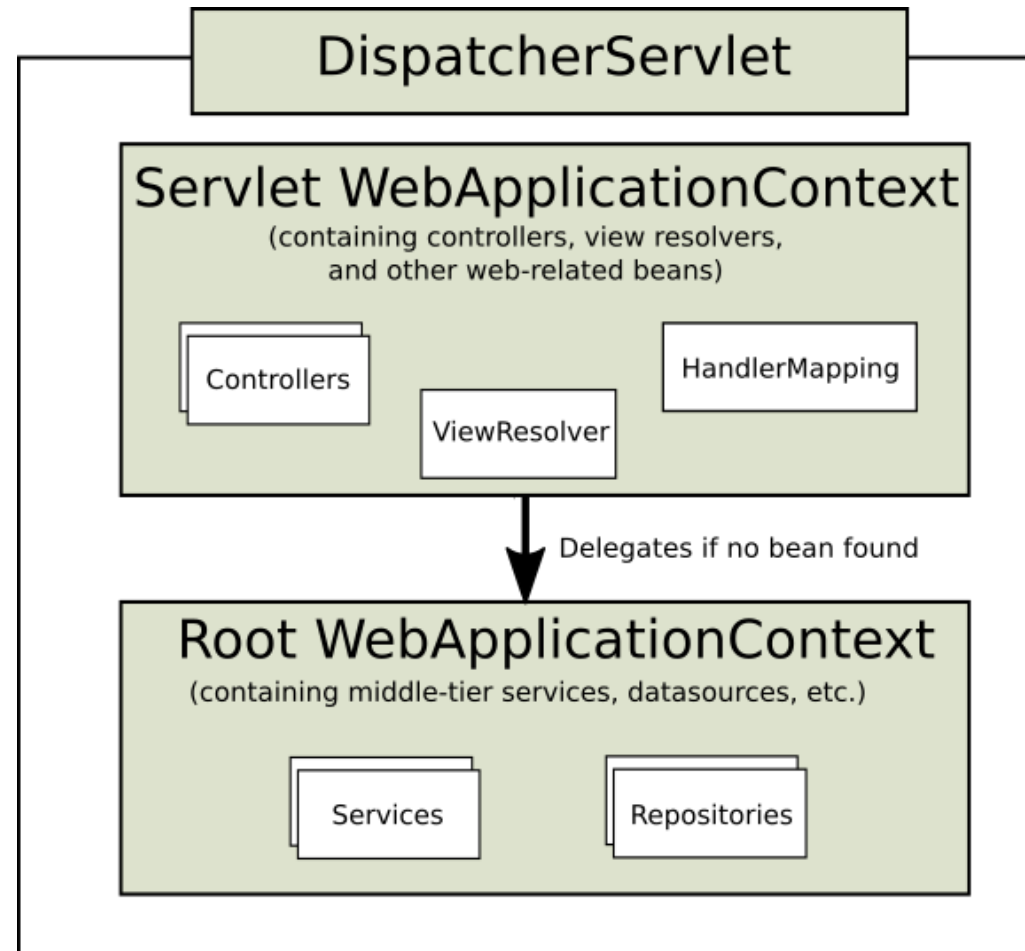 DispatcherServlet
Servlet WebApplicationContext
(containing controllers, view resolvers,
and other web-related beans)
Controllers
HandlerMapping
ViewResolver
Delegates if no bean found
Root WebApplicationContext
(containing middle-tier services, datasources, etc.)
Services
Repositories